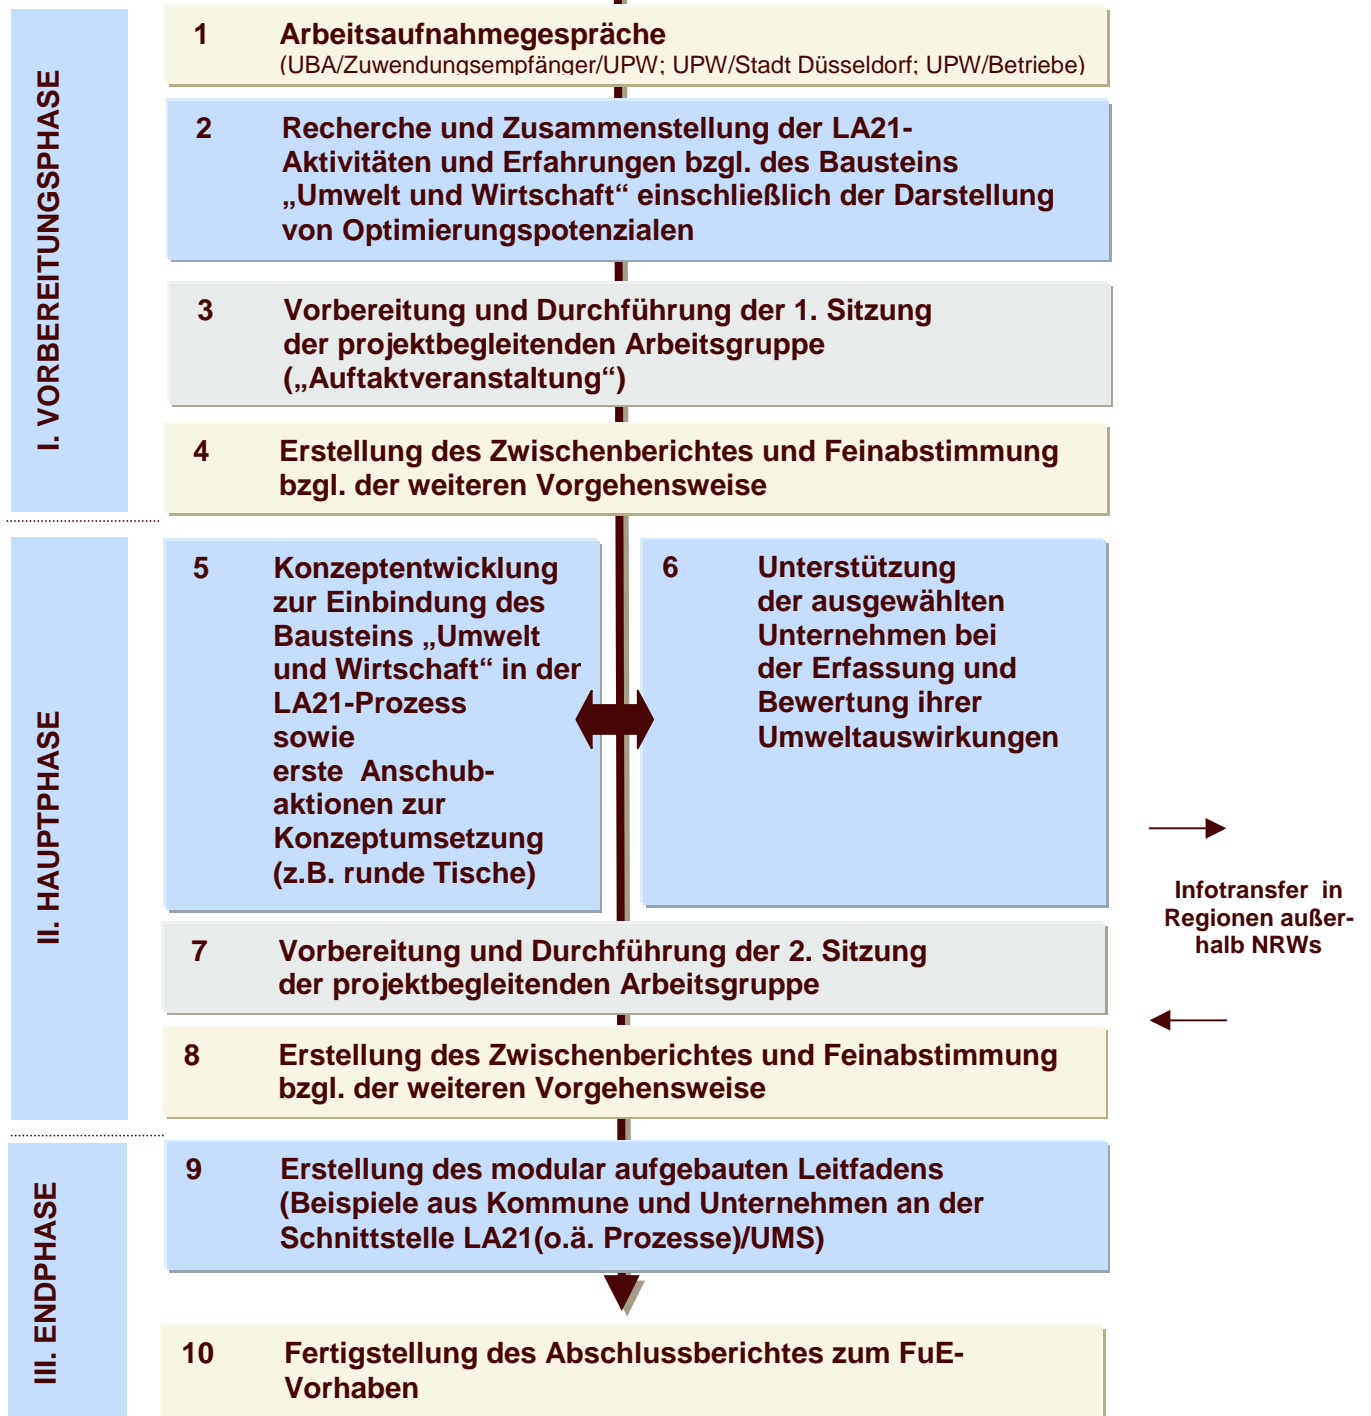 I. VORBEREITUNGSPHASE
1 Arbeitsaufnahmegespräche
(UBA/Zuwendungsempfänger/UPW; UPW/Stadt Düsseldorf; UPW/Betriebe)
2 Recherche und Zusammenstellung der LA21-
Aktivitäten und Erfahrungen bzgl. des Bausteins
„Umwelt und Wirtschaft“ einschließlich der Darstellung
von Optimierungspotenzialen
3 Vorbereitung und Durchführung der 1. Sitzung
der projektbegleitenden Arbeitsgruppe
(„Auftaktveranstaltung“)
4 Erstellung des Zwischenberichtes und Feinabstimmung
bzgl. der weiteren Vorgehensweise
II. HAUPTPHASE
5 Konzeptentwicklung
zur Einbindung des
Bausteins „Umwelt
und Wirtschaft“ in der
LA21-Prozess
sowie
erste Anschub-
aktionen zur
Konzeptumsetzung
(z.B. runde Tische)
6 Unterstützung
der ausgewählten
Unternehmen bei
der Erfassung und
Bewertung ihrer
Umweltauswirkungen
Infotransfer in
Regionen außer-
halb NRWs
7 Vorbereitung und Durchführung der 2. Sitzung
der projektbegleitenden Arbeitsgruppe
8 Erstellung des Zwischenberichtes und Feinabstimmung
bzgl. der weiteren Vorgehensweise
III. ENDPHASE
9 Erstellung des modular aufgebauten Leitfadens
(Beispiele aus Kommune und Unternehmen an der
Schnittstelle LA21(o.ä. Prozesse)/UMS)
10 Fertigstellung des Abschlussberichtes zum FuE-
Vorhaben